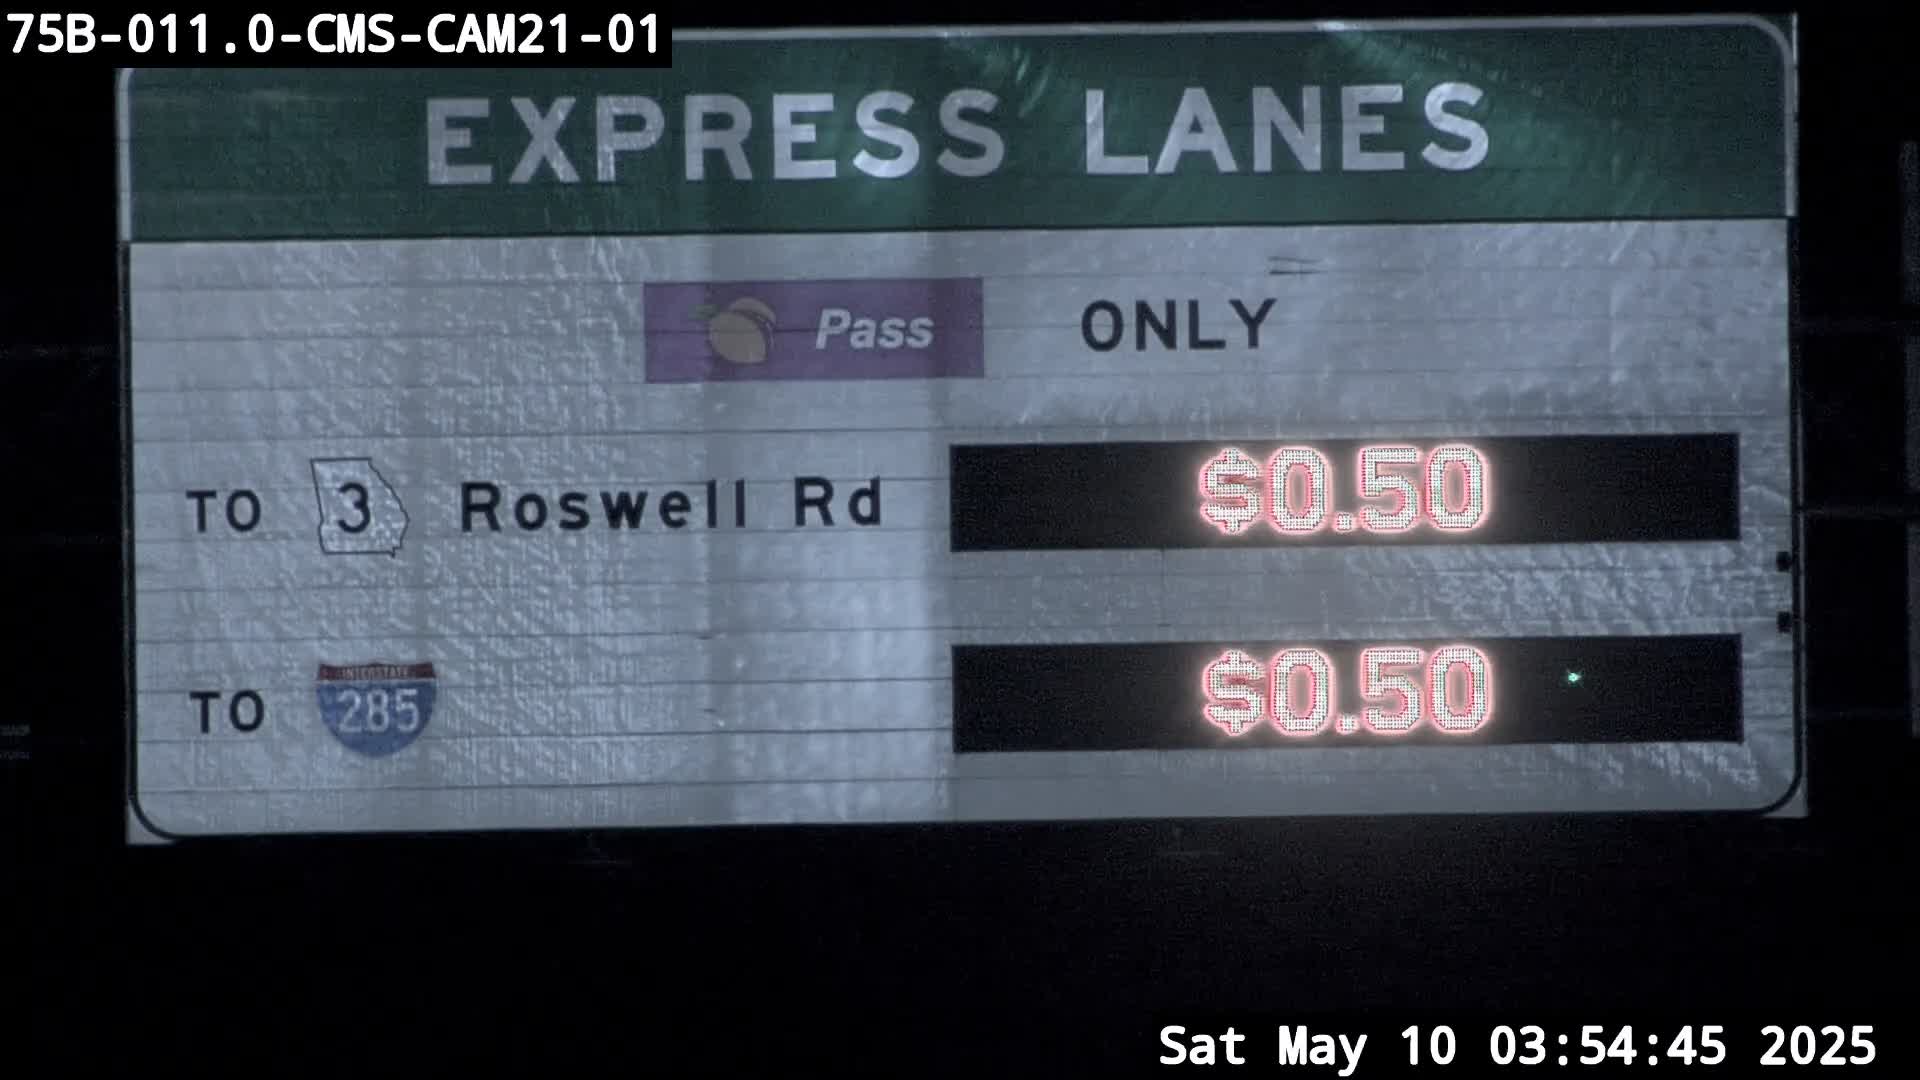 75B-011.0-CMS-CAM21-01
EXPRESS LANES
Pass ONLY
TO 3 Roswell Rd $0.50
INTERSTATE
TO 285 $0.50
Sat May 10 03:54:45 2025